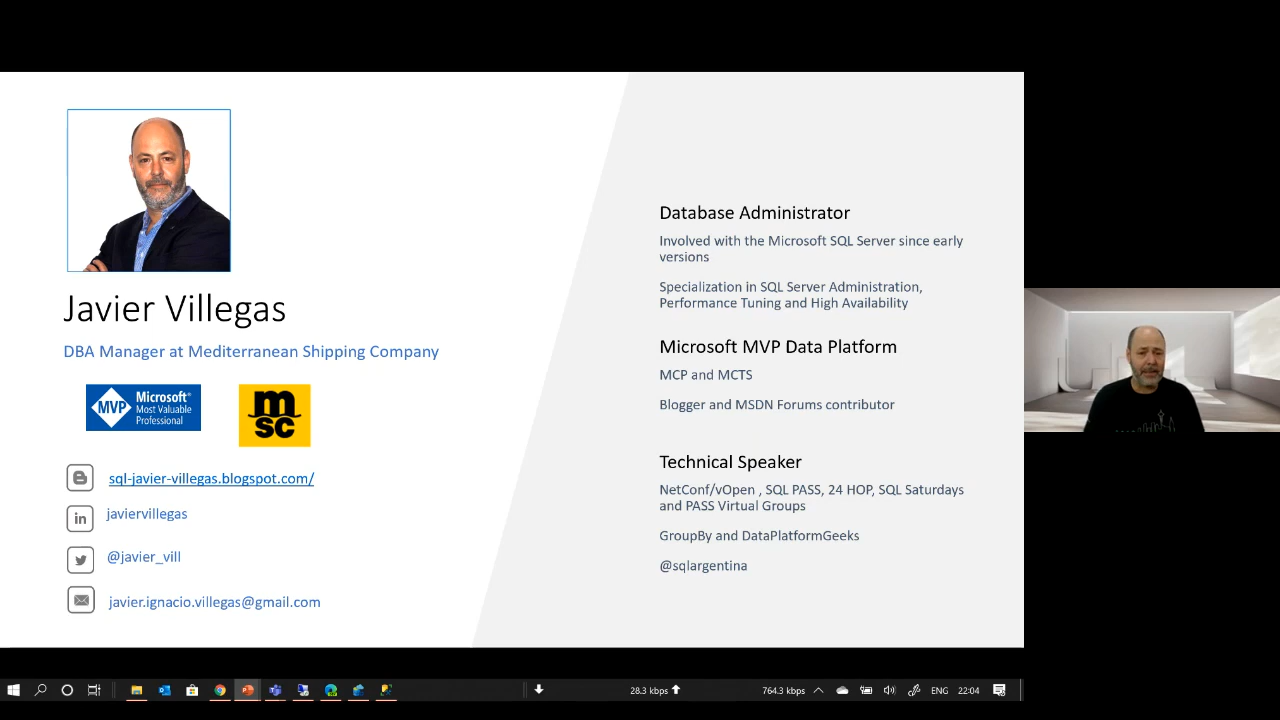 Javier Villegas
DBA Manager at Mediterranean Shipping Company
MVP
Microsoft®
Most Valuable
Professional
m
sc
sql-javier-villegas.blogspot.com/
in
javiervillegas
@javier_vill
javier.ignacio.villegas@gmail.com
Database Administrator
Involved with the Microsoft SQL Server since early
versions
Specialization in SQL Server Administration,
Performance Tuning and High Availability
Microsoft MVP Data Platform
MCP and MCTS
Blogger and MSDN Forums contributor
Technical Speaker
NetConf/vOpen , SQL PASS, 24 HOP, SQL Saturdays
and PASS Virtual Groups
GroupBy and DataPlatformGeeks
@sqlargentina
28.3 kbps
764.3 kbps
ENG
22:04